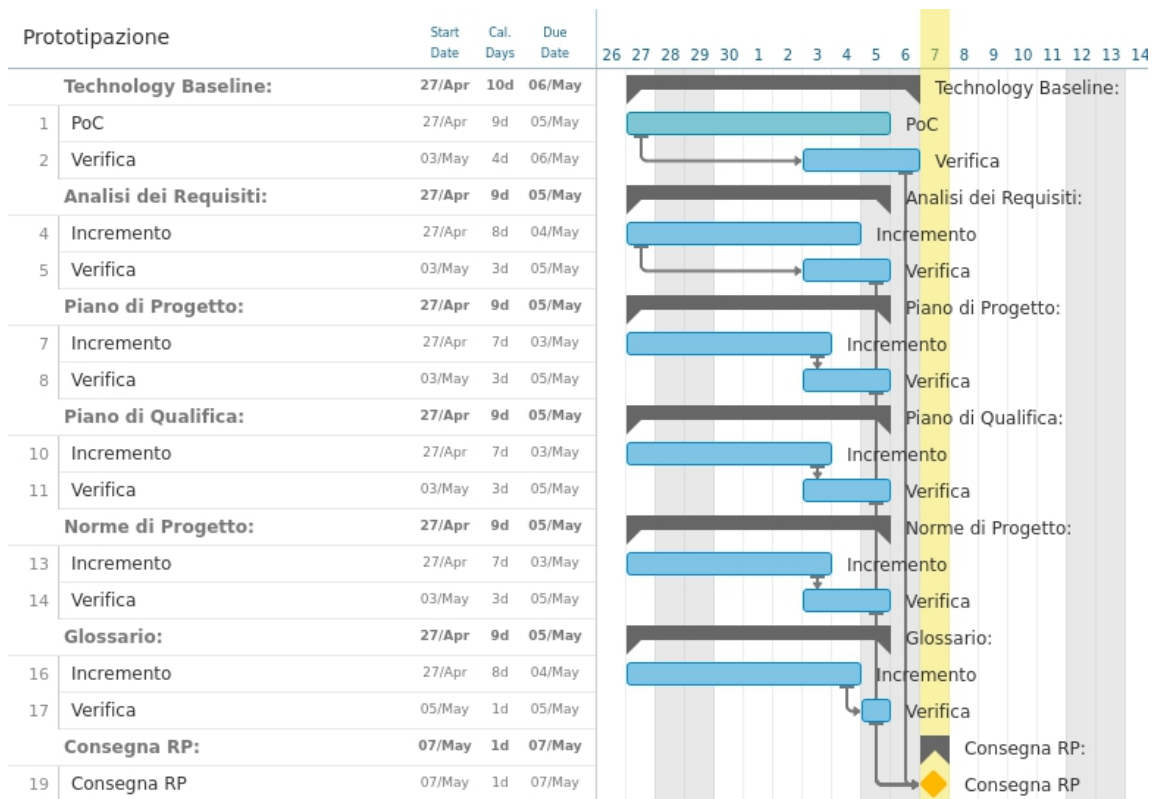 Prototipazione Start Date Cal. Days Due Date 26 27 28 29 30 1 2 3 4 5 6 7 8 9 10 11 12 13 14
Technology Baseline: 27/Apr 10d 06/May Technology Baseline:
1 PoC 27/Apr 9d 05/May PoC
2 Verifica 03/May 4d 06/May Verifica
Analisi dei Requisiti: 27/Apr 9d 05/May Analisi dei Requisiti:
4 Incremento 27/Apr 8d 04/May Incremento
5 Verifica 03/May 3d 05/May Verifica
Piano di Progetto: 27/Apr 9d 05/May Piano di Progetto:
7 Incremento 27/Apr 7d 03/May Incremento
8 Verifica 03/May 3d 05/May Verifica
Piano di Qualifica: 27/Apr 9d 05/May Piano di Qualifica:
10 Incremento 27/Apr 7d 03/May Incremento
11 Verifica 03/May 3d 05/May Verifica
Norme di Progetto: 27/Apr 9d 05/May Norme di Progetto:
13 Incremento 27/Apr 7d 03/May Incremento
14 Verifica 03/May 3d 05/May Verifica
Glossario: 27/Apr 9d 05/May Glossario:
16 Incremento 27/Apr 8d 04/May Incremento
17 Verifica 05/May 1d 05/May Verifica
Consegna RP: 07/May 1d 07/May Consegna RP:
19 Consegna RP 07/May 1d 07/May Consegna RP